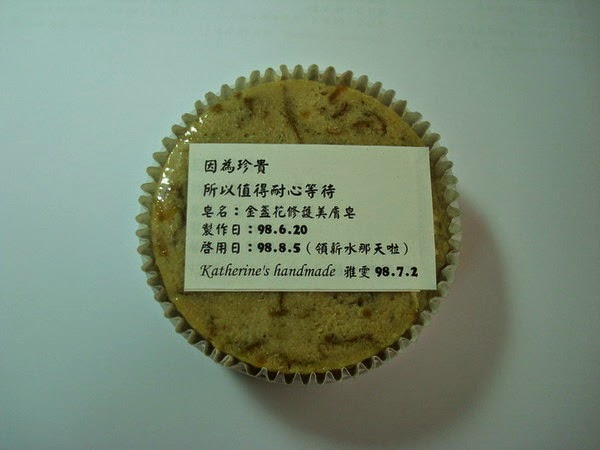 因為珍貴
所以值得耐心等待
皂名：金盞花修護美膚皂
製作日：98.6.20
啓用日：98.8.5（領薪水那天啦）
Katherine's handmade 雅雯 98.7.2